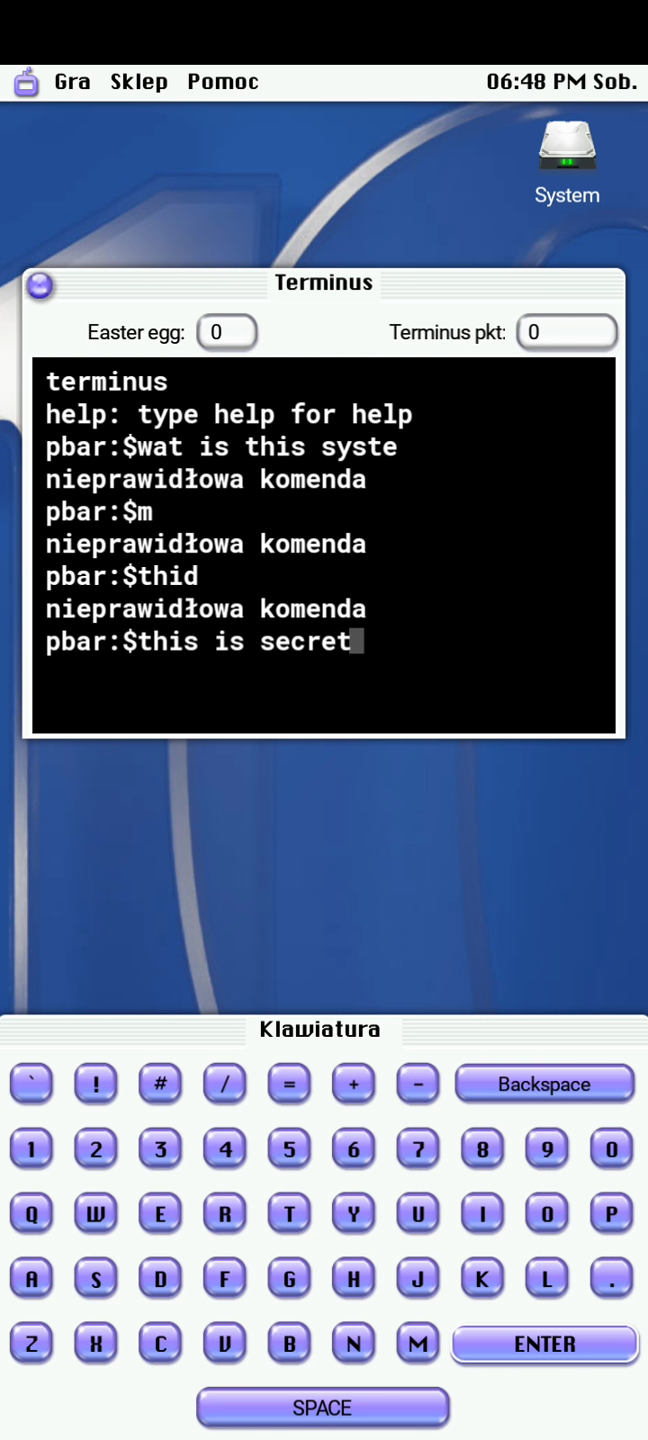 Gra Sklep Pomoc 06:48 PM Sob.
System
Terminus
Easter egg: 0 Terminus pkt: 0
terminus
help: type help for help
pbar:$wat is this syste
nieprawidłowa komenda
pbar:$m
nieprawidłowa komenda
pbar:$thid
nieprawidłowa komenda
pbar:$this is secret
Klawiatura
` ! # / = + - Backspace
1 2 3 4 5 6 7 8 9 0
Q W E R T Y U I O P
A S D F G H J K L .
Z X C V B N M ENTER
SPACE